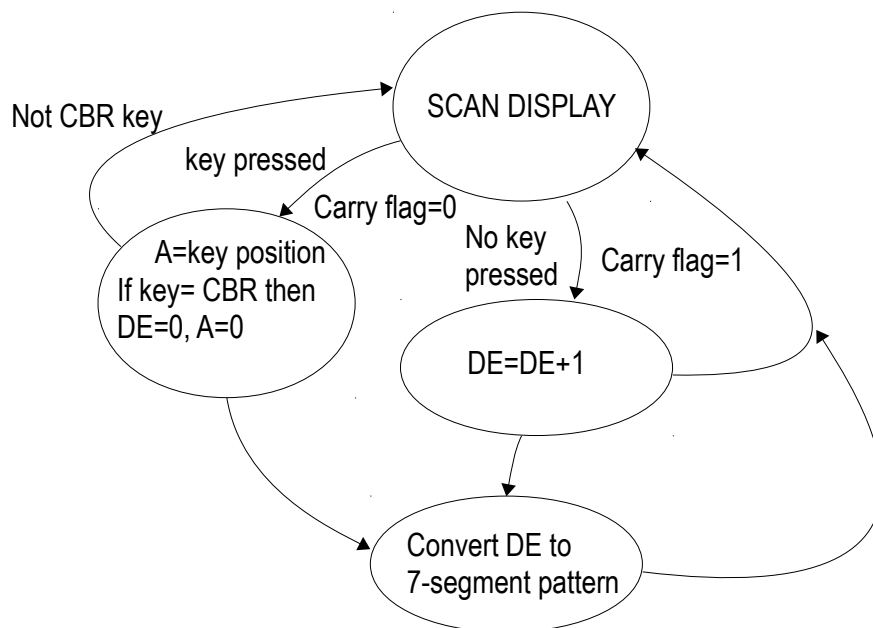 SCAN DISPLAY
Not CBR key
key pressed
Carry flag=0
A=key position
If key= CBR then
DE=0, A=0
No key
pressed
Carry flag=1
DE=DE+1
Convert DE to
7-segment pattern